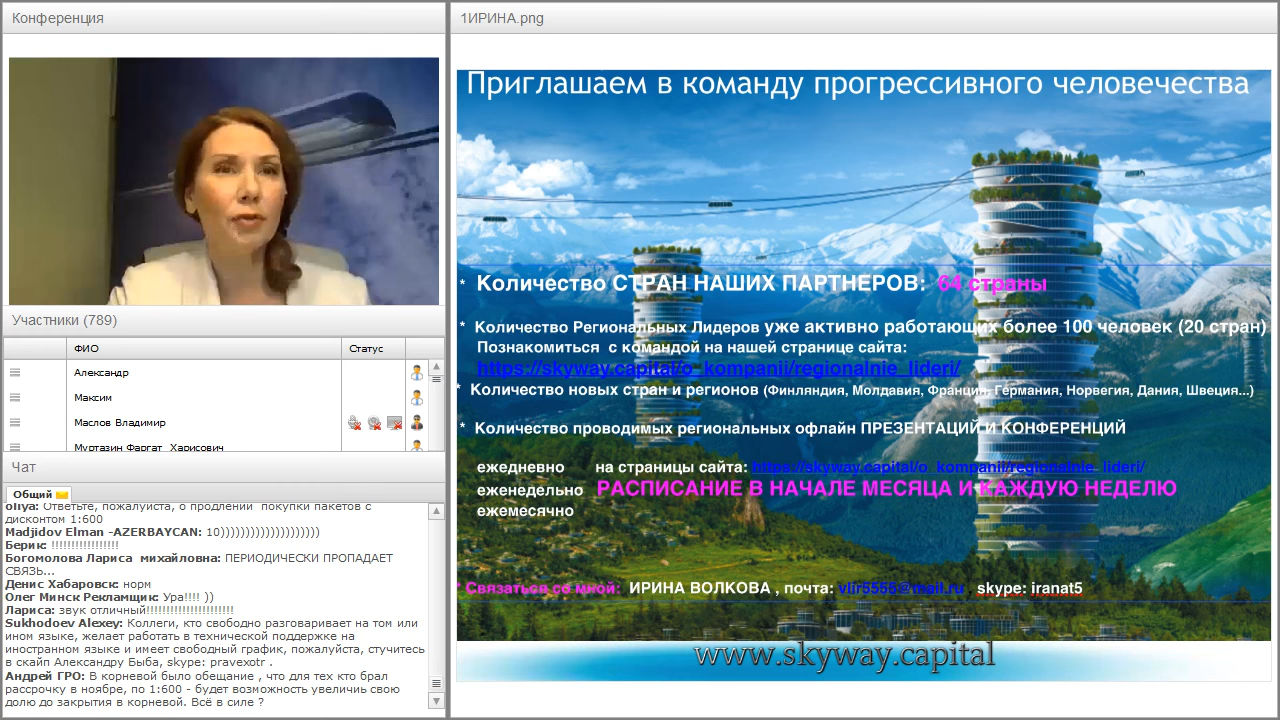 Конференция
Участники (789)
ФИО
Статус
Александр
Максим
Маслов Владимир
Муртазин Фаргат Харисович
Чат
Общий
oliya: Ответьте, пожалуйста, о продлении покупки пакетов с
дисконтом 1:600
Madjidov Elman -AZERBAYCAN: 10)))))))))))))))))))
Берик: !!!!!!!!!!!!!!!!!
Богомолова Лариса михайловна: ПЕРИОДИЧЕСКИ ПРОПАДАЕТ
СВЯЗЬ...
Денис Хабаровск: норм
Олег Минск Рекламщик: Ура!!! ))
Лариса: звук отличный!!!!!!!!!!!!!!!!!!!!!!
Sukhodoev Alexey: Коллеги, кто свободно разговаривает на том или
ином языке, желает работать в технической поддержке на
иностранном языке и имеет свободный график, пожалуйста, стучитесь
в скайп Александру Быба, skype: pravexotr .
Андрей ГРО: В корневой было обещание , что для тех кто брал
рассрочку в ноябре, по 1:600 - будет возможность увеличь свою
долю до закрытия в корневой. Всё в силе ?
1ИРИНА.png
Приглашаем в команду прогрессивного человечества
* Количество СТРАН НАШИХ ПАРТНЕРОВ: 64 страны
* Количество Региональных Лидеров уже активно работающих более 100 человек (20 стран)
Познакомиться с командой на нашей странице сайта:
https://skyway.capital/o_kompanii/regionalnie_lideri/
* Количество новых стран и регионов (Финляндия, Молдавия, Франция, Германия, Норвегия, Дания, Швеция...)
* Количество проводимых региональных офлайн ПРЕЗЕНТАЦИЙ И КОНФЕРЕНЦИЙ
ежедневно на страницы сайта: https://skyway.capital/o_kompanii/regionalnie_lideri/
еженедельно РАСПИСАНИЕ В НАЧАЛЕ МЕСЯЦА И КАЖДУЮ НЕДЕЛЮ
ежемесячно
* Связаться со мной: ИРИНА ВОЛКОВА , почта: vlir5555@mail.ru , skype: iranat5
www.skyway.capital